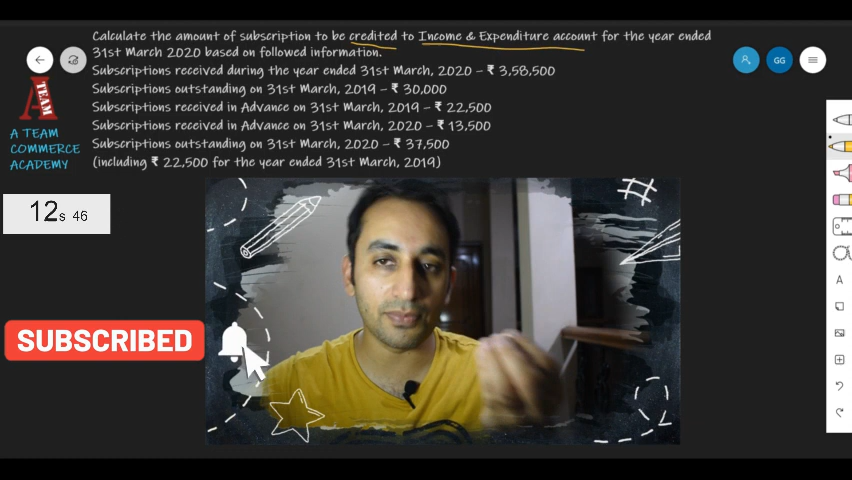 Calculate the amount of subscription to be credited to Income & Expenditure account for the year ended
31st March 2020 based on followed information.
Subscriptions received during the year ended 31st March, 2020 – ₹ 3,58,500
Subscriptions outstanding on 31st March, 2019 – ₹ 30,000
Subscriptions received in Advance on 31st March, 2019 – ₹ 22,500
Subscriptions received in Advance on 31st March, 2020 – ₹ 13,500
Subscriptions outstanding on 31st March, 2020 – ₹ 37,500
(including ₹ 22,500 for the year ended 31st March, 2019)
GG
A TEAM
A TEAM
COMMERCE
ACADEMY
12s 46
SUBSCRIBED
A